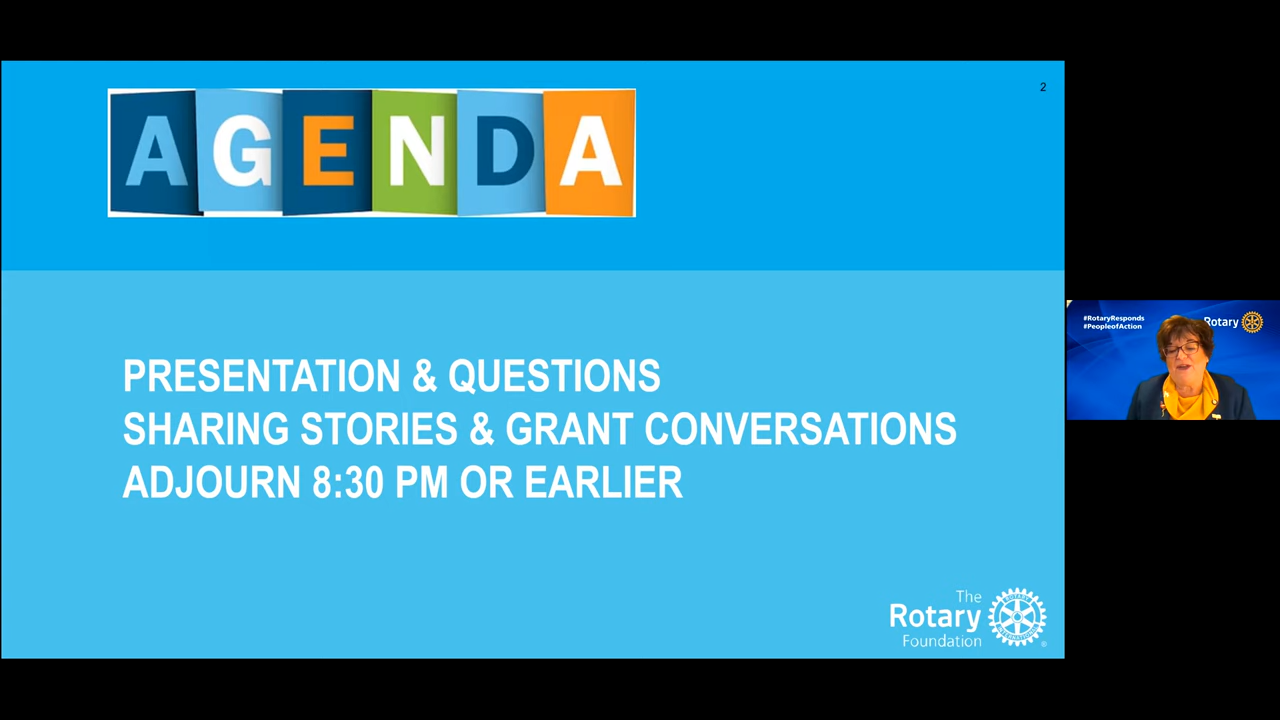 2
AGENDA
PRESENTATION & QUESTIONS
SHARING STORIES & GRANT CONVERSATIONS
ADJOURN 8:30 PM OR EARLIER
The
Rotary
Foundation
#RotaryResponds
#PeopleofAction
Rotary